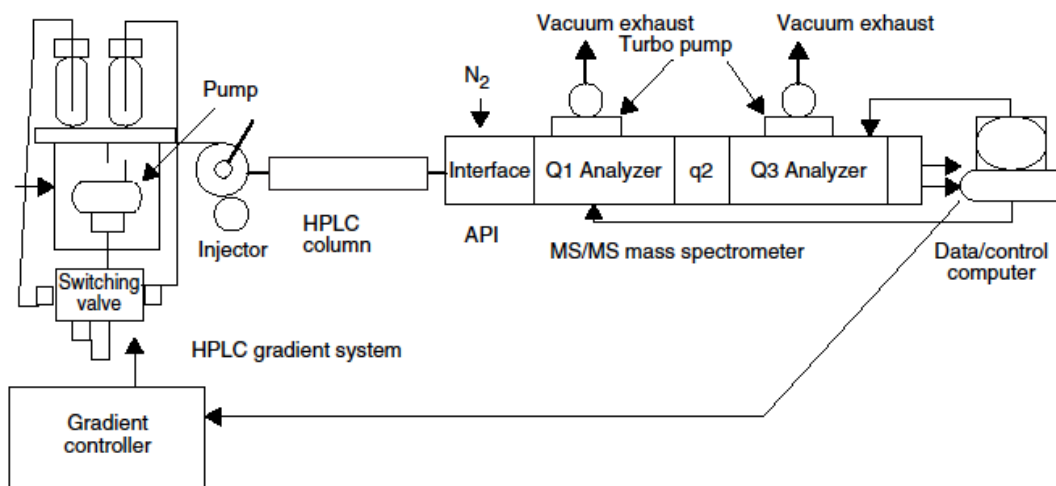 Vacuum exhaust
Vacuum exhaust
Turbo pump
Pump
N2
Interface
Q1 Analyzer
q2
Q3 Analyzer
Injector
HPLC
column
API
MS/MS mass spectrometer
Data/control
computer
Switching
valve
HPLC gradient system
Gradient
controller